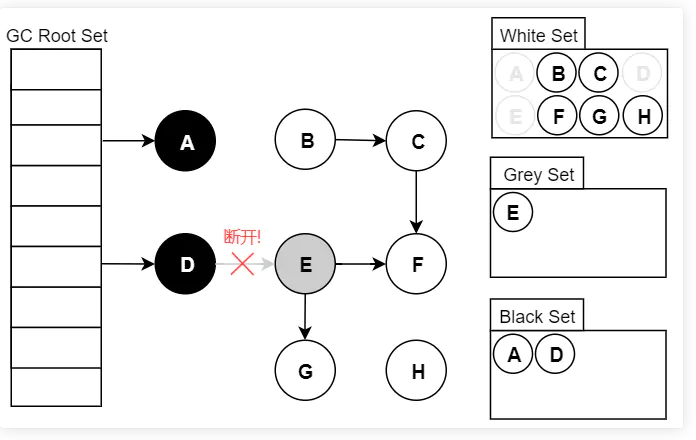 GC Root Set
White Set
A B C D
E F G H
A
B
C
Grey Set
E
断开!
D
E
F
Black Set
A D
G
H